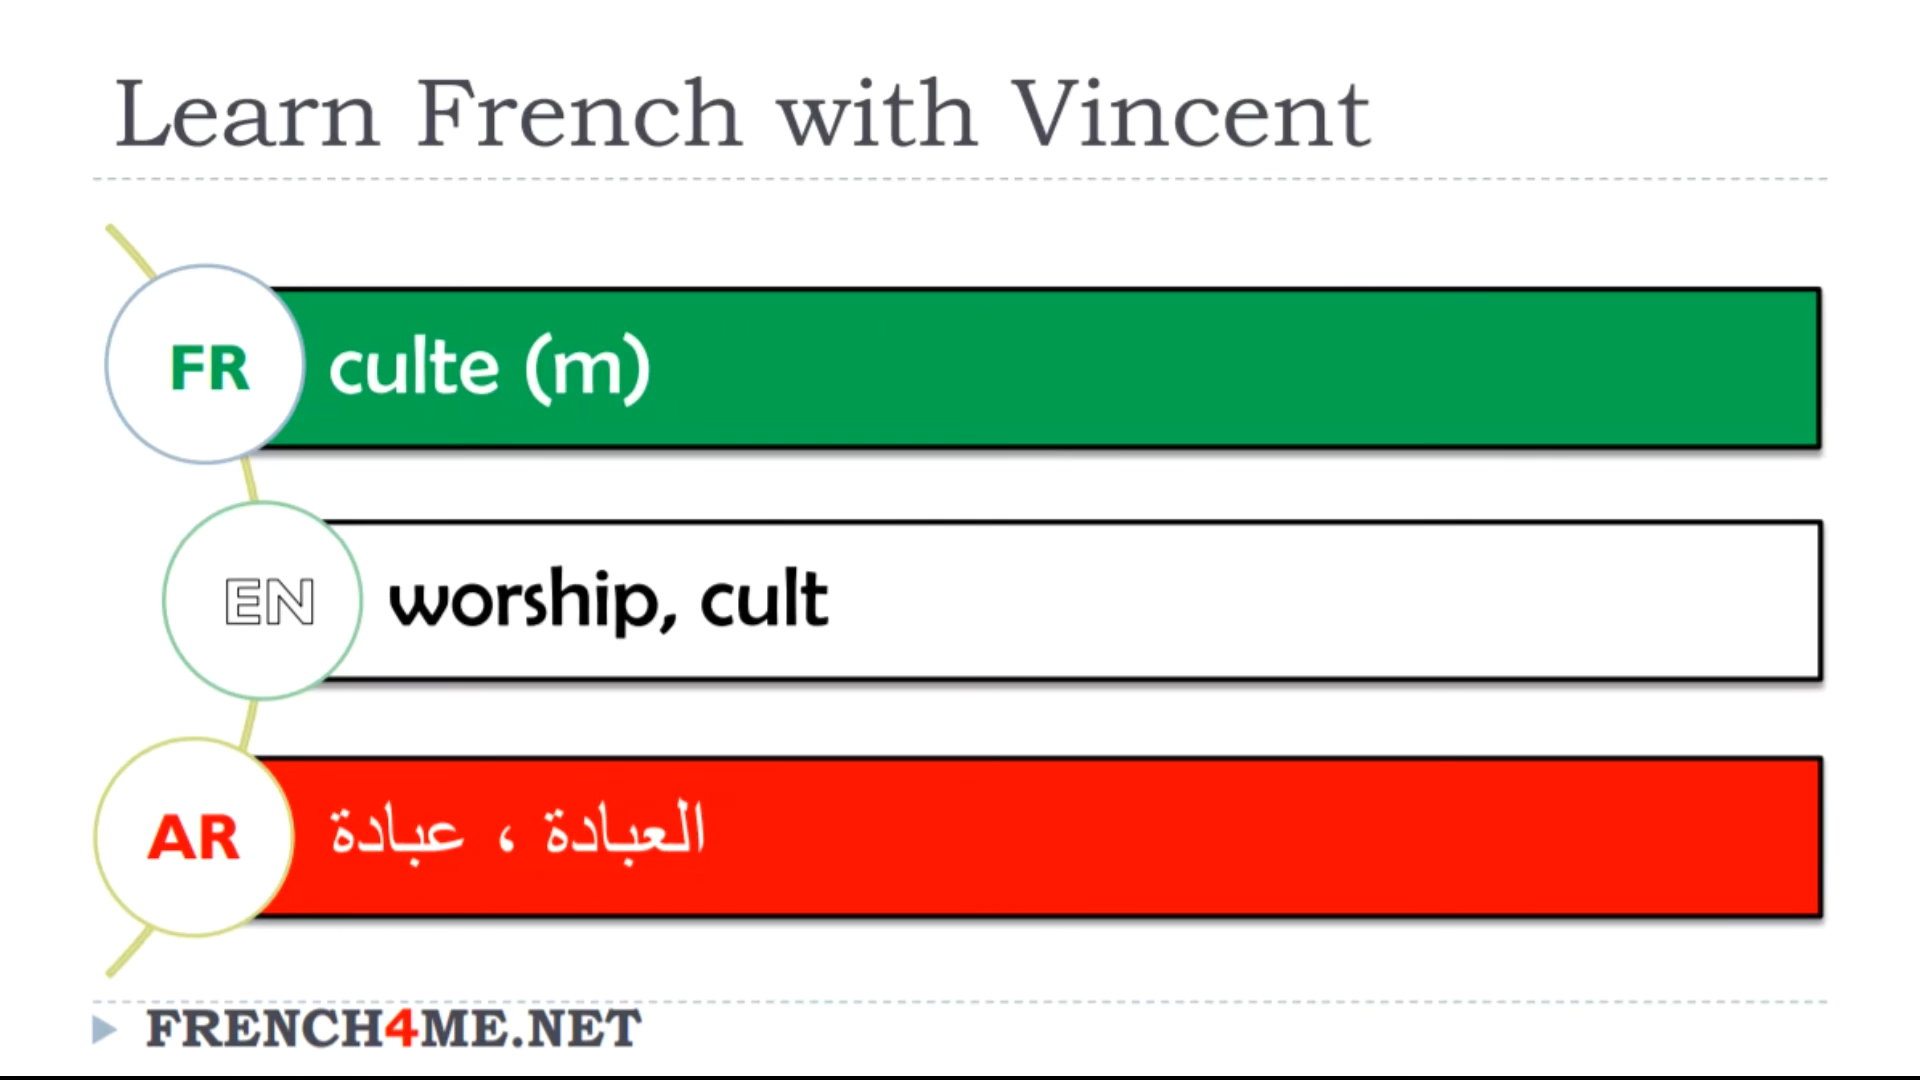 Learn French with Vincent
FR
culte (m)
EN
worship, cult
AR
العبادة ، عبادة
FRENCH4ME.NET